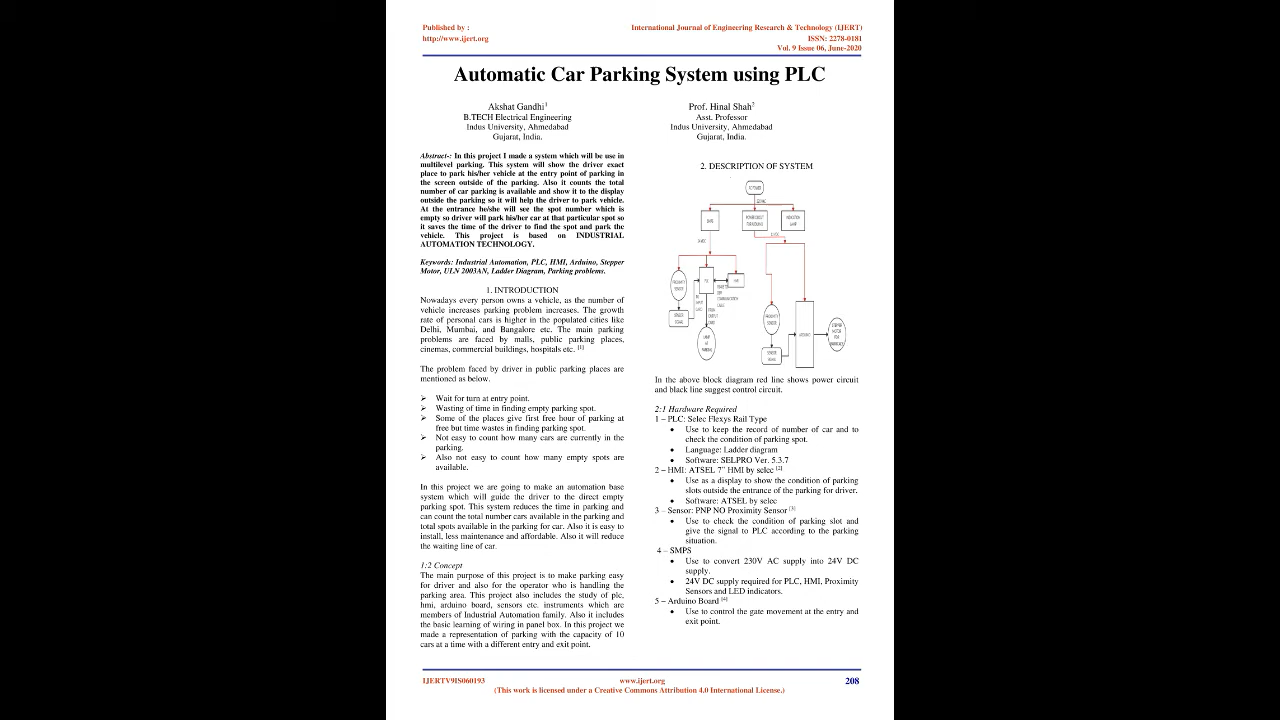 Published by :
http://www.ijert.org
International Journal of Engineering Research & Technology (IJERT)
ISSN: 2278-0181
Vol. 9 Issue 06, June-2020
Automatic Car Parking System using PLC
Akshat Gandhi1
B.TECH Electrical Engineering
Indus University, Ahmedabad
Gujarat, India.
Prof. Hinal Shah2
Asst. Professor
Indus University, Ahmedabad
Gujarat, India.
Abstract-: In this project I made a system which will be use in
multilevel parking. This system will show the driver exact
place to park his/her vehicle at the entry point of parking in
the screen outside of the parking. Also it counts the total
number of car parking is available and show it to the display
outside the parking so it will help the driver to park vehicle.
At the entrance he/she will see the spot number which is
empty so driver will park his/her car at that particular spot so
it saves the time of the driver to find the spot and park the
vehicle. This project is based on INDUSTRIAL
AUTOMATION TECHNOLOGY.
Keywords: Industrial Automation, PLC, HMI, Arduino, Stepper
Motor, ULN 2003AN, Ladder Diagram, Parking problems.
1. INTRODUCTION
Nowadays every person owns a vehicle, as the number of
vehicle increases parking problem increases. The growth
rate of personal cars is higher in the populated cities like
Delhi, Mumbai, and Bangalore etc. The main parking
problems are faced by malls, public parking places,
cinemas, commercial buildings, hospitals etc. [1]
The problem faced by driver in public parking places are
mentioned as below.
➢ Wait for turn at entry point.
➢ Wasting of time in finding empty parking spot.
➢ Some of the places give first free hour of parking at
free but time wastes in finding parking spot.
➢ Not easy to count how many cars are currently in the
parking.
➢ Also not easy to count how many empty spots are
available.
In this project we are going to make an automation base
system which will guide the driver to the direct empty
parking spot. This system reduces the time in parking and
can count the total number cars available in the parking and
total spots available in the parking for car. Also it is easy to
install, less maintenance and affordable. Also it will reduce
the waiting line of car.
1:2 Concept
The main purpose of this project is to make parking easy
for driver and also for the operator who is handling the
parking area. This project also includes the study of plc,
hmi, arduino board, sensors etc. instruments which are
members of Industrial Automation family. Also it includes
the basic learning of wiring in panel box. In this project we
made a representation of parking with the capacity of 10
cars at a time with a different entry and exit point.
2. DESCRIPTION OF SYSTEM
AC POWER
SMPS
POWER CIRCUIT
INDICATION
LAMP
24 VDC
PLC
HMI
PROXIMITY
SENSOR
SENSOR
SIGNAL
LAMP
AT
PARKING
PROXIMITY
SENSOR
SENSOR
SIGNAL
ARDUINO
STEPPER
MOTOR
FOR
In the above block diagram red line shows power circuit
and black line suggest control circuit.
2:1 Hardware Required
1 – PLC: Selec Flexys Rail Type
• Use to keep the record of number of car and to
check the condition of parking spot.
• Language: Ladder diagram
• Software: SELPRO Ver. 5.3.7
2 – HMI: ATSEL 7" HMI by selec [2]
• Use as a display to show the condition of parking
slots outside the entrance of the parking for driver.
• Software: ATSEL by selec
3 – Sensor: PNP NO Proximity Sensor [3]
• Use to check the condition of parking slot and
give the signal to PLC according to the parking
situation.
4 – SMPS
• Use to convert 230V AC supply into 24V DC
supply.
• 24V DC supply required for PLC, HMI, Proximity
Sensors and LED indicators.
5 – Arduino Board [4]
• Use to control the gate movement at the entry and
exit point.
IJERTV9IS060193
www.ijert.org
208
(This work is licensed under a Creative Commons Attribution 4.0 International License.)